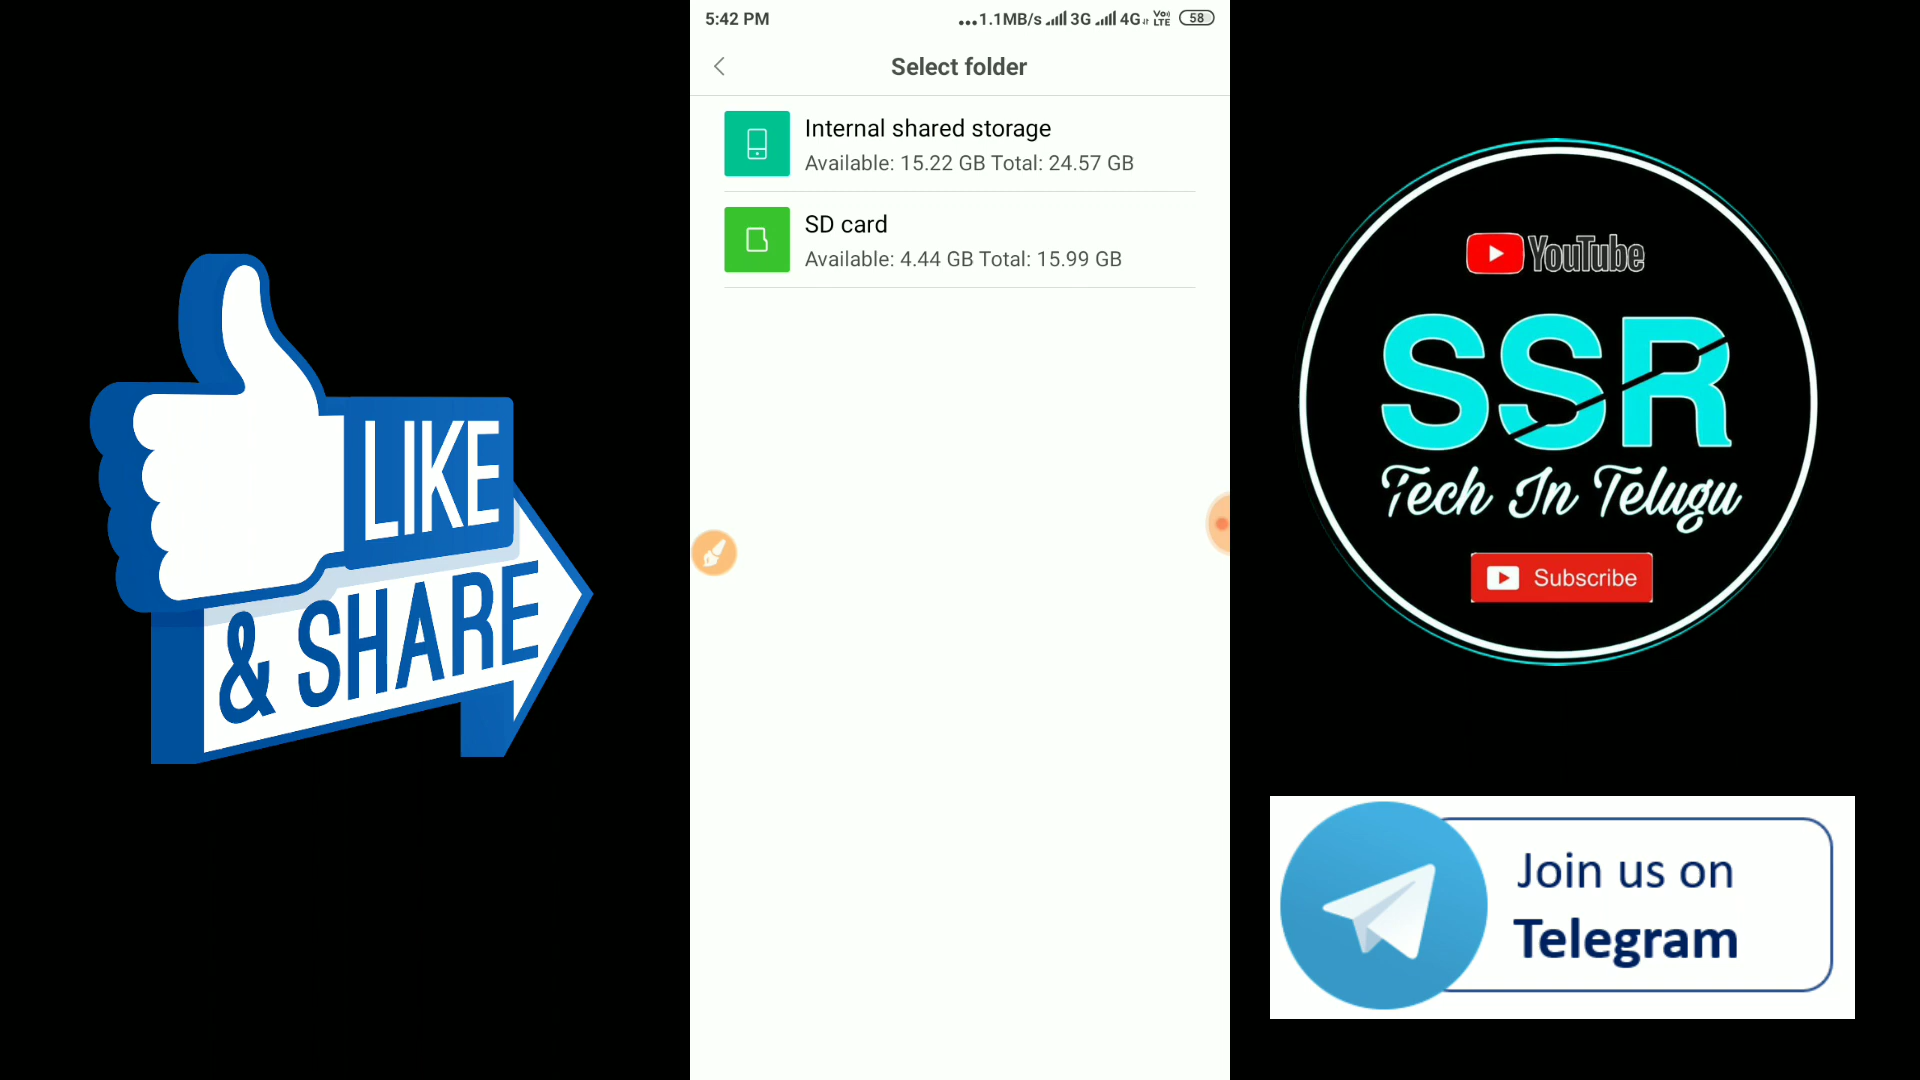 5:42 PM
...1.1MB/s 3G 4G Vo) LTE 58
Select folder
Internal shared storage
Available: 15.22 GB Total: 24.57 GB
SD card
Available: 4.44 GB Total: 15.99 GB
LIKE
& SHARE
YouTube
SSR
Tech In Telugu
Subscribe
Join us on
Telegram